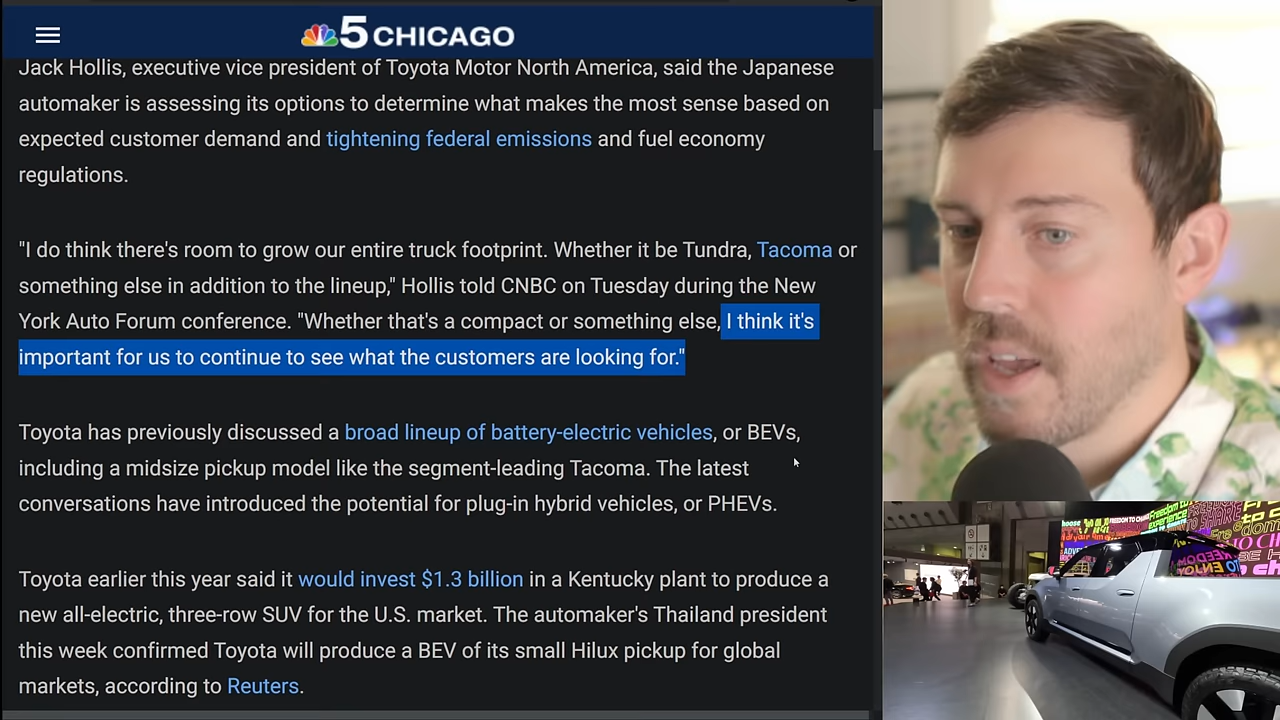 5 CHICAGO
Jack Hollis, executive vice president of Toyota Motor North America, said the Japanese
automaker is assessing its options to determine what makes the most sense based on
expected customer demand and tightening federal emissions and fuel economy
regulations.
"I do think there's room to grow our entire truck footprint. Whether it be Tundra, Tacoma or
something else in addition to the lineup," Hollis told CNBC on Tuesday during the New
York Auto Forum conference. "Whether that's a compact or something else, I think it's
important for us to continue to see what the customers are looking for."
Toyota has previously discussed a broad lineup of battery-electric vehicles, or BEVs,
including a midsize pickup model like the segment-leading Tacoma. The latest
conversations have introduced the potential for plug-in hybrid vehicles, or PHEVs.
Toyota earlier this year said it would invest $1.3 billion in a Kentucky plant to produce a
new all-electric, three-row SUV for the U.S. market. The automaker's Thailand president
this week confirmed Toyota will produce a BEV of its small Hilux pickup for global
markets, according to Reuters.